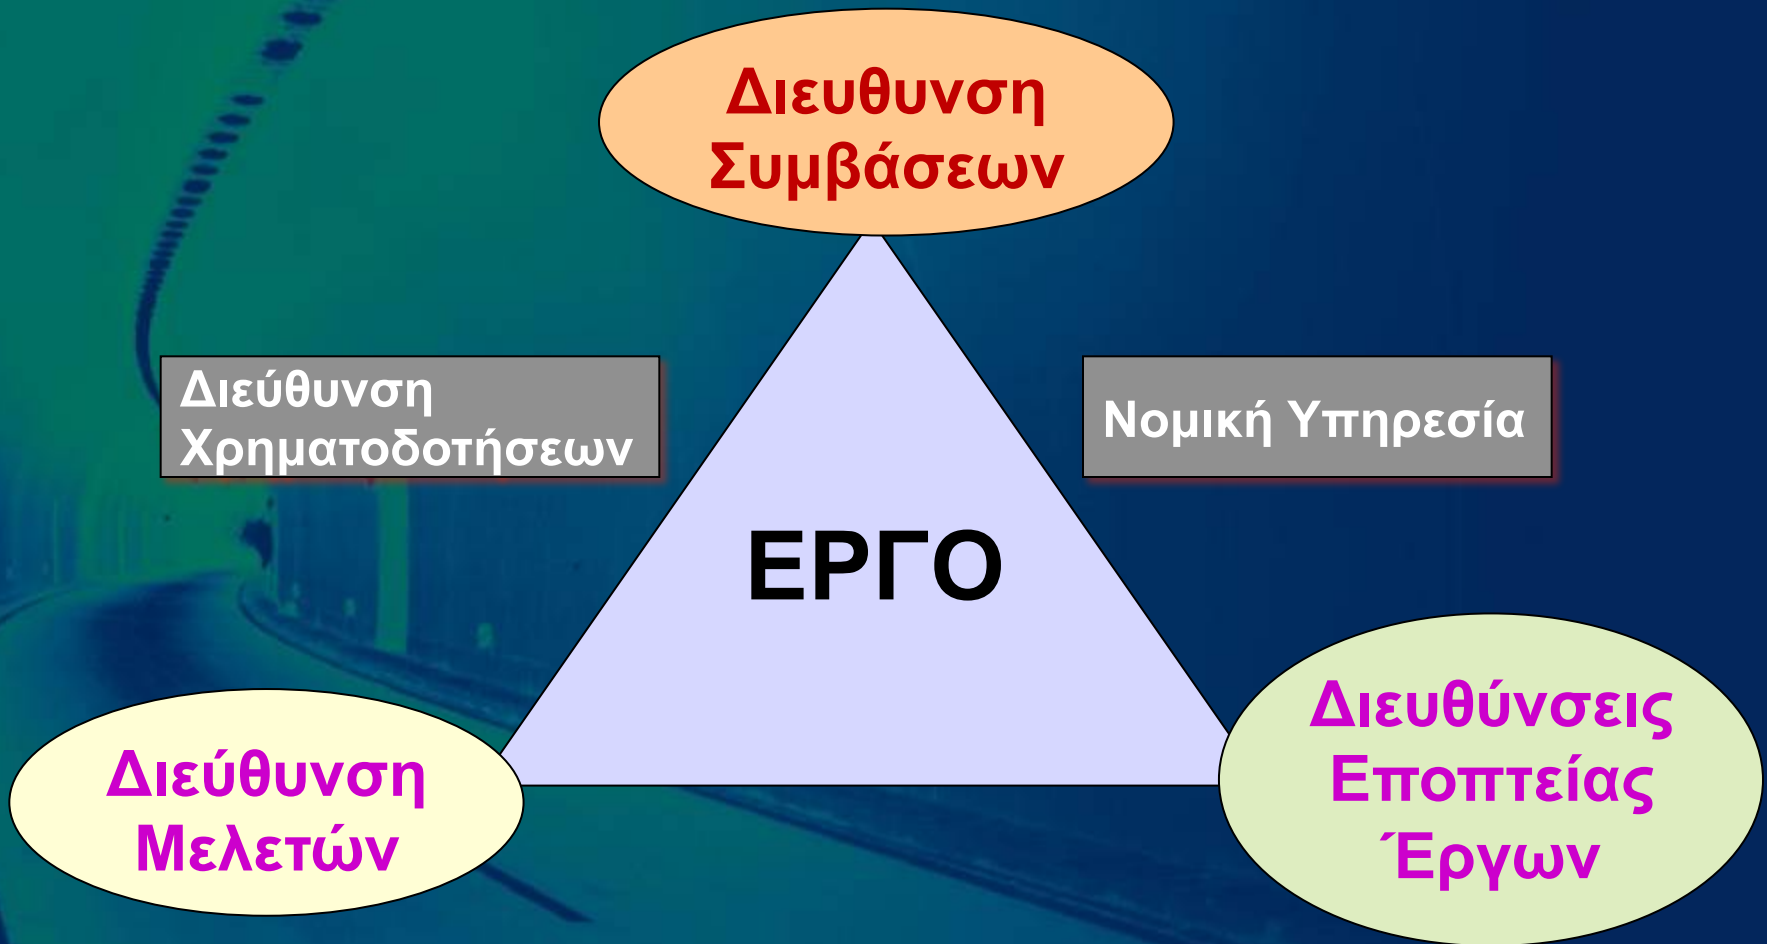 Διευθυνση
Συμβάσεων
Διεύθυνση
Χρηματοδοτήσεων
Νομική Υπηρεσία
ΕΡΓΟ
Διεύθυνση
Μελετών
Διευθύνσεις
Εποπτείας
Έργων